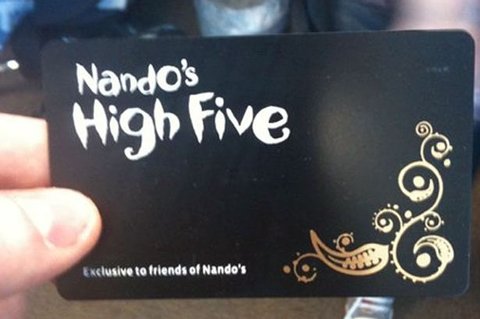 Nando's
High Five
Exclusive to friends of Nando's